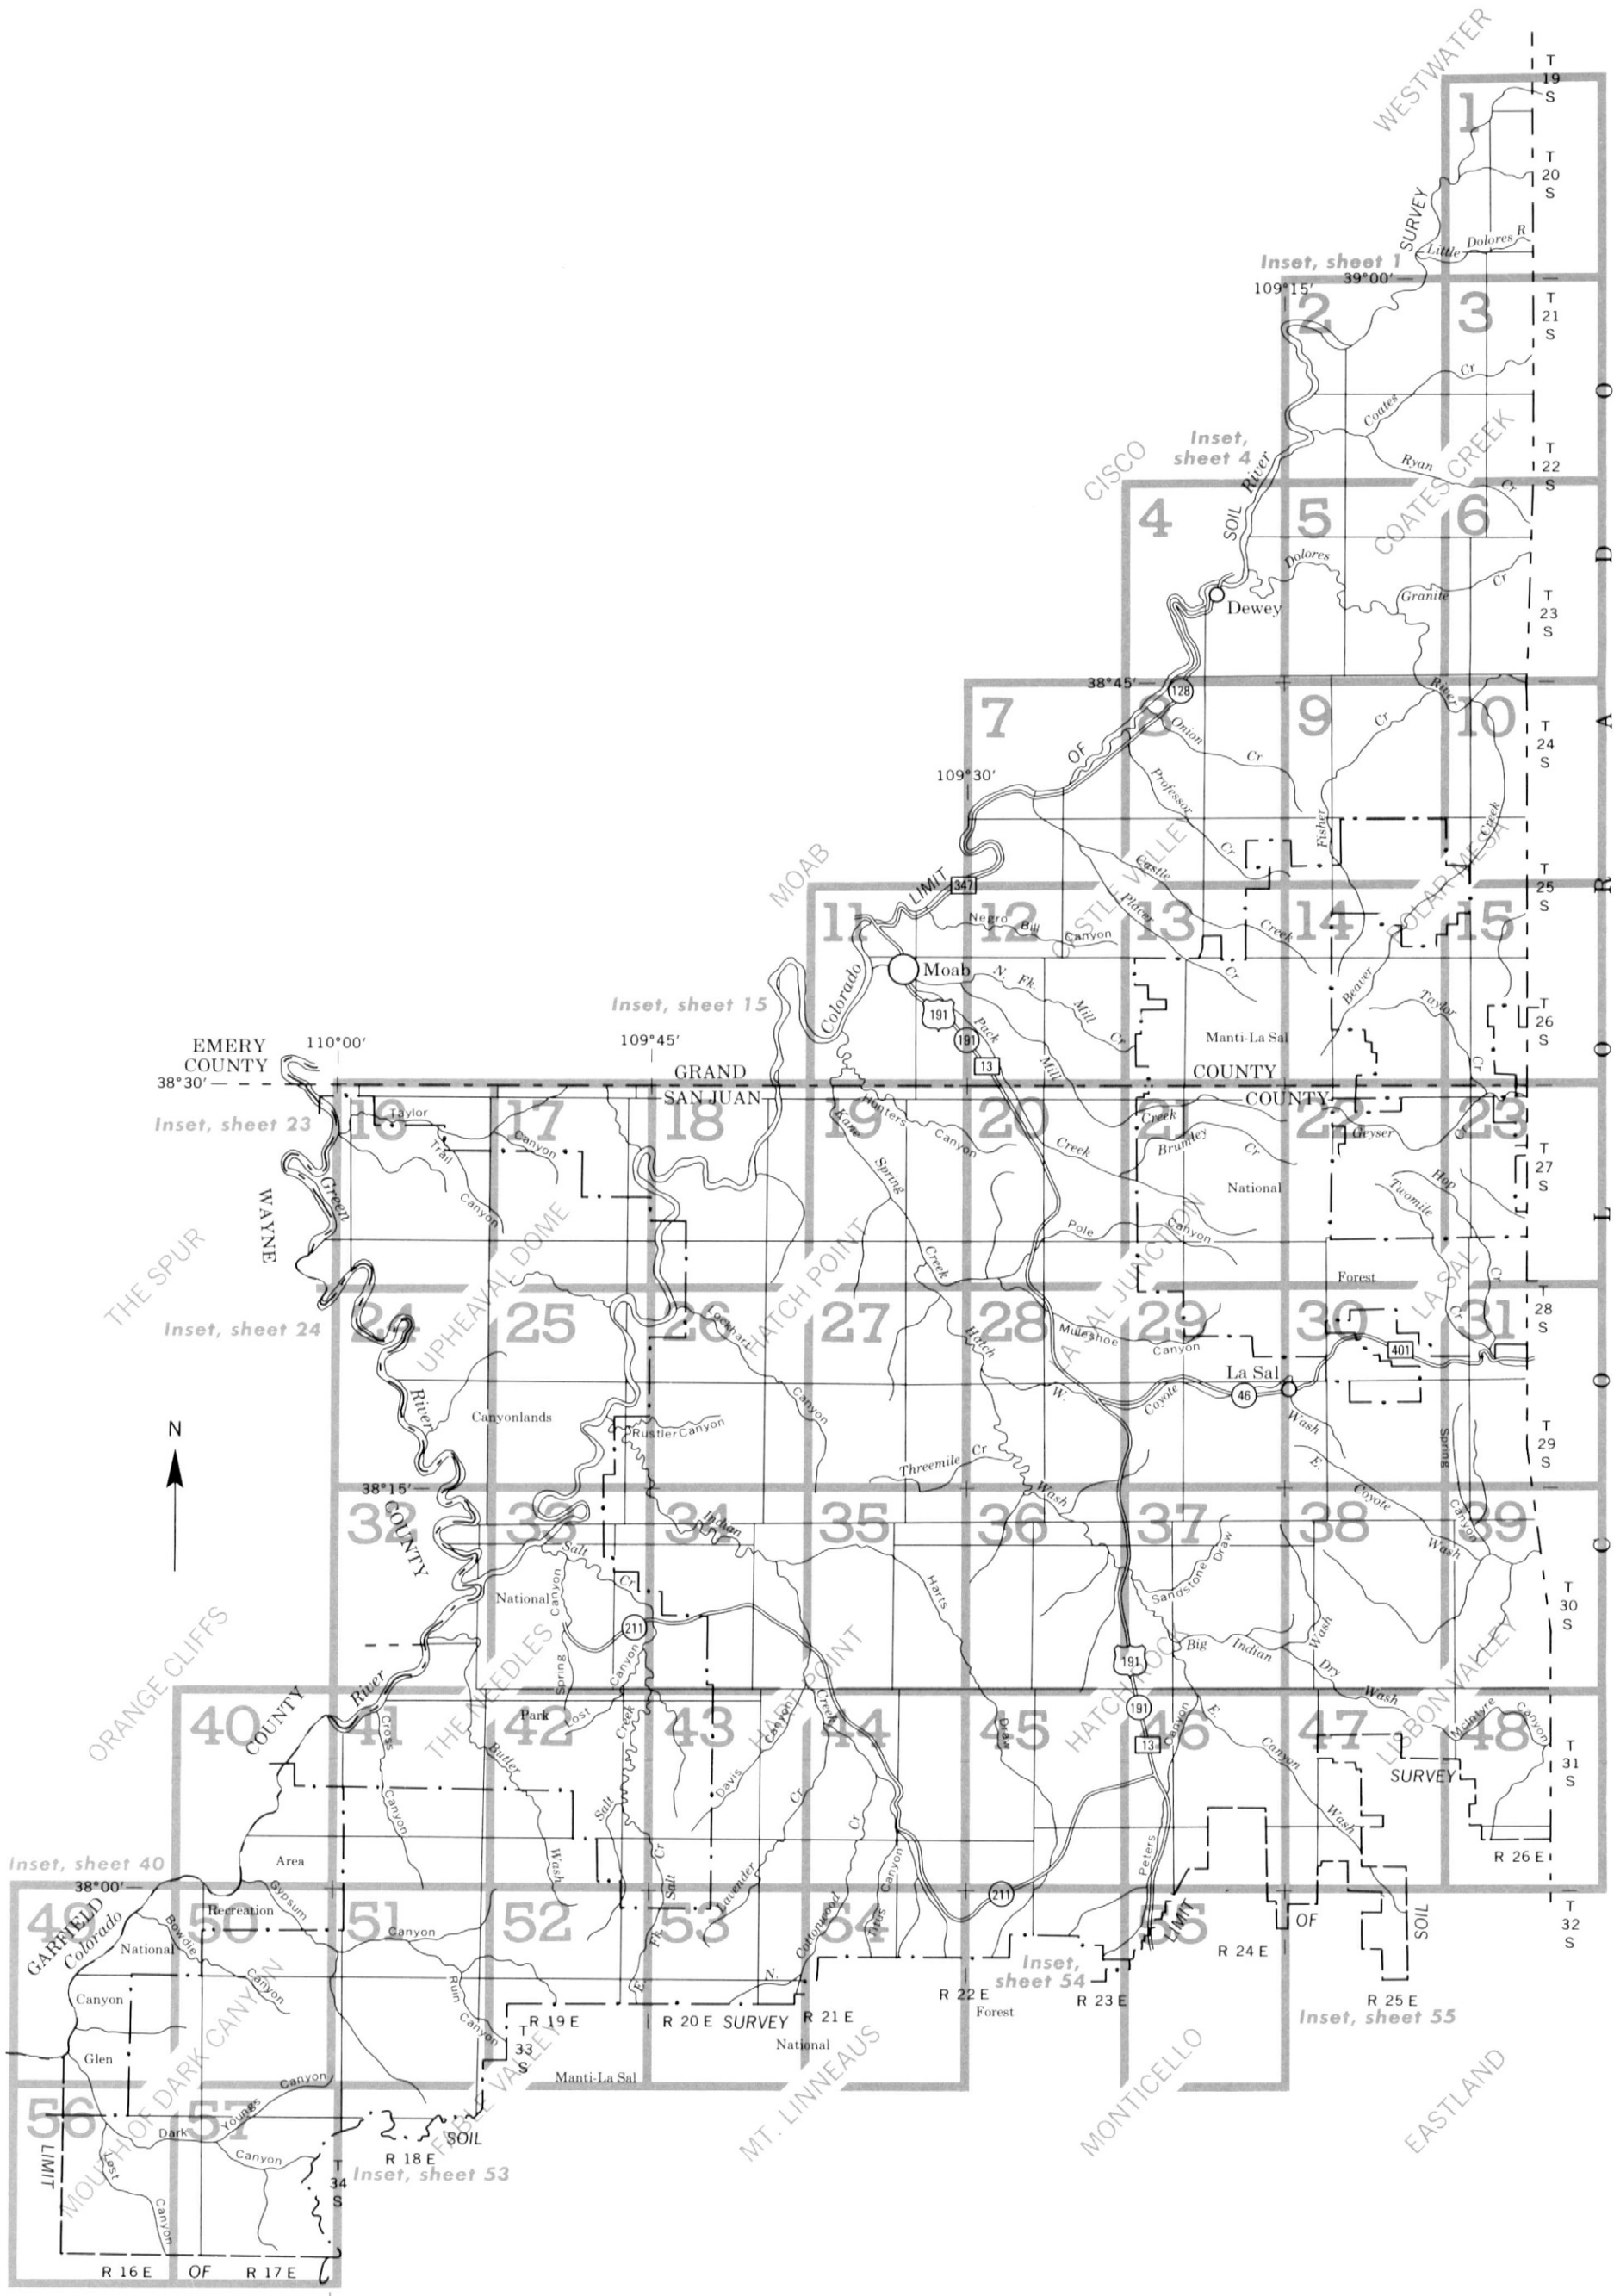 WESTWATER
T
19
S
1
T
20
S
SURVEY
Little Dolores R
Inset, sheet 1
39°00'
109°15'
2
3
T
21
S
Cr
Coates
O
Inset,
sheet 4
CISCO
River
SOIL
Ryan
Cr
COATES CREEK
T
22
S
4
5
6
D
Dolores
Dewey
Granite
Cr
T
23
S
38°45'
128
River
7
8
9
10
A
Onion
Cr
Cr
OF
T
24
S
109°30'
Professor
Cr
Fisher
Creek
MOAB
CASTLE VALLEY
POLAR MESA
LIMIT
347
Castle
Placer
Creek
Cr
T
25
S
R
11
12
13
14
15
Negro Bill
Canyon
Colorado
Moab
N. Fk.
Mill
Cr
Beaver
Taylor
Cr
Inset, sheet 15
191
191
13
Pack
Mill
Manti-La Sal
T
26
S
EMERY
COUNTY
110°00'
109°45'
38°30'
GRAND
COUNTY
SAN JUAN
COUNTY
O
Inset, sheet 23
16
17
18
19
20
21
22
23
Taylor
Canyon
Trail
Canyon
Kane
Hunters
Canyon
Spring
Creek
Creek
Creek
Brumley
Cr
Geyser
Cr
T
27
S
WAYNE
Green
National
Hop
Twomile
Pole
Canyon
Cr
Cr
L
THE SPUR
UPHEAVAL DOME
HATCH POINT
LA SAL JUNCTION
LA SAL
Forest
Inset, sheet 24
24
25
26
27
28
29
30
31
Lockhart
Canyon
Hatch
Muleshoe
Canyon
401
T
28
S
La Sal
46
W.
Coyote
Wash
River
Canyonlands
Rustler Canyon
N
Threemile Cr
E.
Coyote
Wash
Spring
Canyon
T
29
S
O
38°15'
COUNTY
32
33
34
35
36
37
38
39
Wash
Indian
Salt
Cr
Harts
Draw
Sandstone Draw
C
National
Canyon
Spring
211
Canyon
Lost
Big Indian
Wash
Dry
Wash
T
30
S
ORANGE CLIFFS
THE NEEDLES
HART POINT
HATCH ROCK
LISBON VALLEY
191
River
COUNTY
40
41
42
43
44
45
46
47
48
Park
Cross
Canyon
Butler
Wash
Creek
Salt
Canyon
Davis
Creek
Cr
191
13
Canyon
Peters
E.
Canyon
Wash
McIntyre
Canyon
SURVEY
T
31
S
R 26 E
Inset, sheet 40
38°00'
Area
Cr
Salt
Fk.
E.
Lavender
Cr
Canyon
Titus
Cottonwood
N.
211
GARFIELD
Colorado
49
50
51
52
53
54
55
Recreation
Gypsum
Canyon
National
Bowdie
Canyon
Ruin
Canyon
LIMIT
OF
SOIL
T
32
S
R 24 E
Inset,
sheet 54
R 22 E
R 23 E
R 25 E
Inset, sheet 55
Canyon
R 19 E
R 20 E
SURVEY
R 21 E
Forest
National
Manti-La Sal
T
33
S
Glen
MOUTH OF DARK CANYON
FABLE VALLEY
MT. LINNEAUS
MONTICELLO
EASTLAND
56
57
Canyon
Youngs
Dark
Canyon
Lost
Canyon
LIMIT
SOIL
R 18 E
Inset, sheet 53
T
34
S
R 16 E
OF
R 17 E